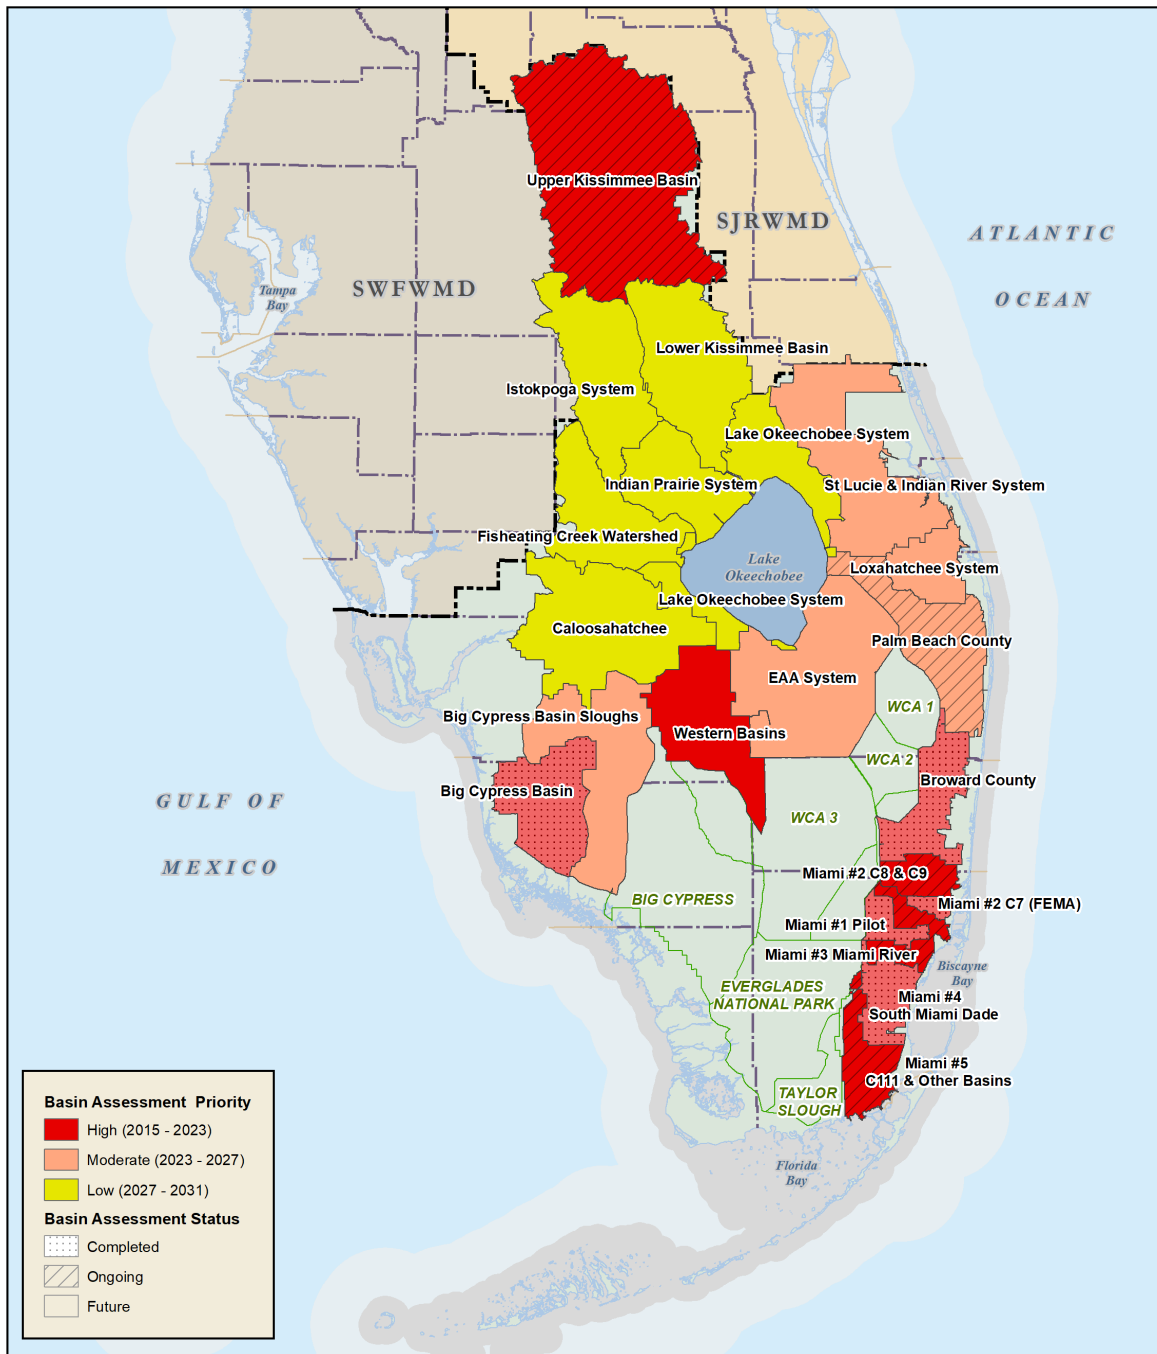 Upper Kissimmee Basin
SJRWMD
ATLANTIC
OCEAN
SWFWMD
Tampa
Bay
Lower Kissimmee Basin
Istokpoga System
Lake Okeechobee System
Indian Prairie System
St Lucie & Indian River System
Fisheating Creek Watershed
Lake
Okeechobee
Loxahatchee System
Lake Okeechobee System
Caloosahatchee
Palm Beach County
EAA System
WCA 1
Big Cypress Basin Sloughs
Western Basins
WCA 2
Broward County
Big Cypress Basin
GULF OF
MEXICO
WCA 3
Miami #2 C8 & C9
BIG CYPRESS
Miami #2 C7 (FEMA)
Miami #1 Pilot
Miami #3 Miami River
Biscayne
Bay
EVERGLADES
NATIONAL PARK
Miami #4
South Miami Dade
Miami #5
C111 & Other Basins
TAYLOR
SLOUGH
Florida
Bay
Basin Assessment Priority
High (2015 - 2023)
Moderate (2023 - 2027)
Low (2027 - 2031)
Basin Assessment Status
Completed
Ongoing
Future